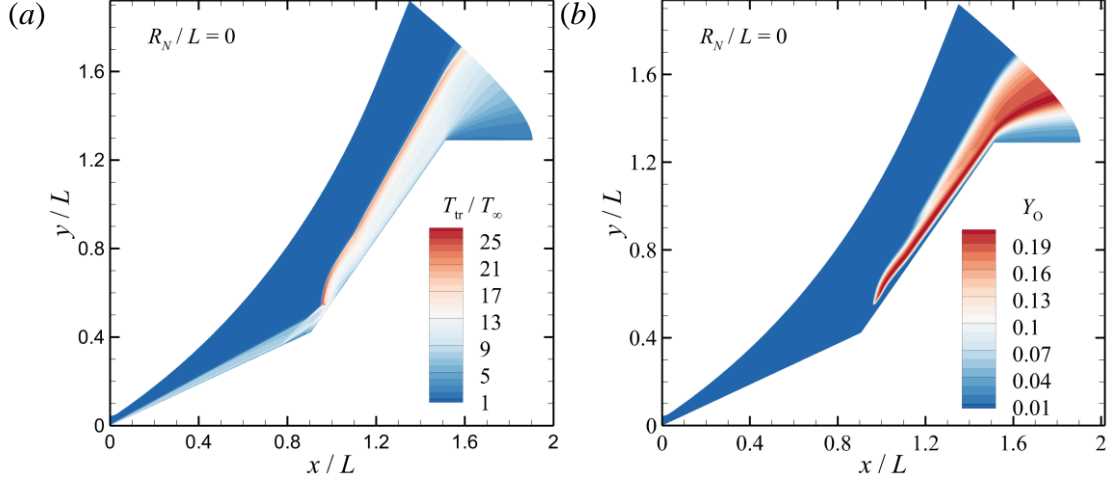 (a)
R_N / L = 0
y / L
1.6
1.2
0.8
0.4
0
T_tr / T_∞
25
21
17
13
9
5
1
0 0.4 0.8 1.2 1.6 2
x / L
(b)
R_N / L = 0
y / L
1.6
1.2
0.8
0.4
0
Y_O
0.19
0.16
0.13
0.1
0.07
0.04
0.01
0 0.4 0.8 1.2 1.6 2
x / L